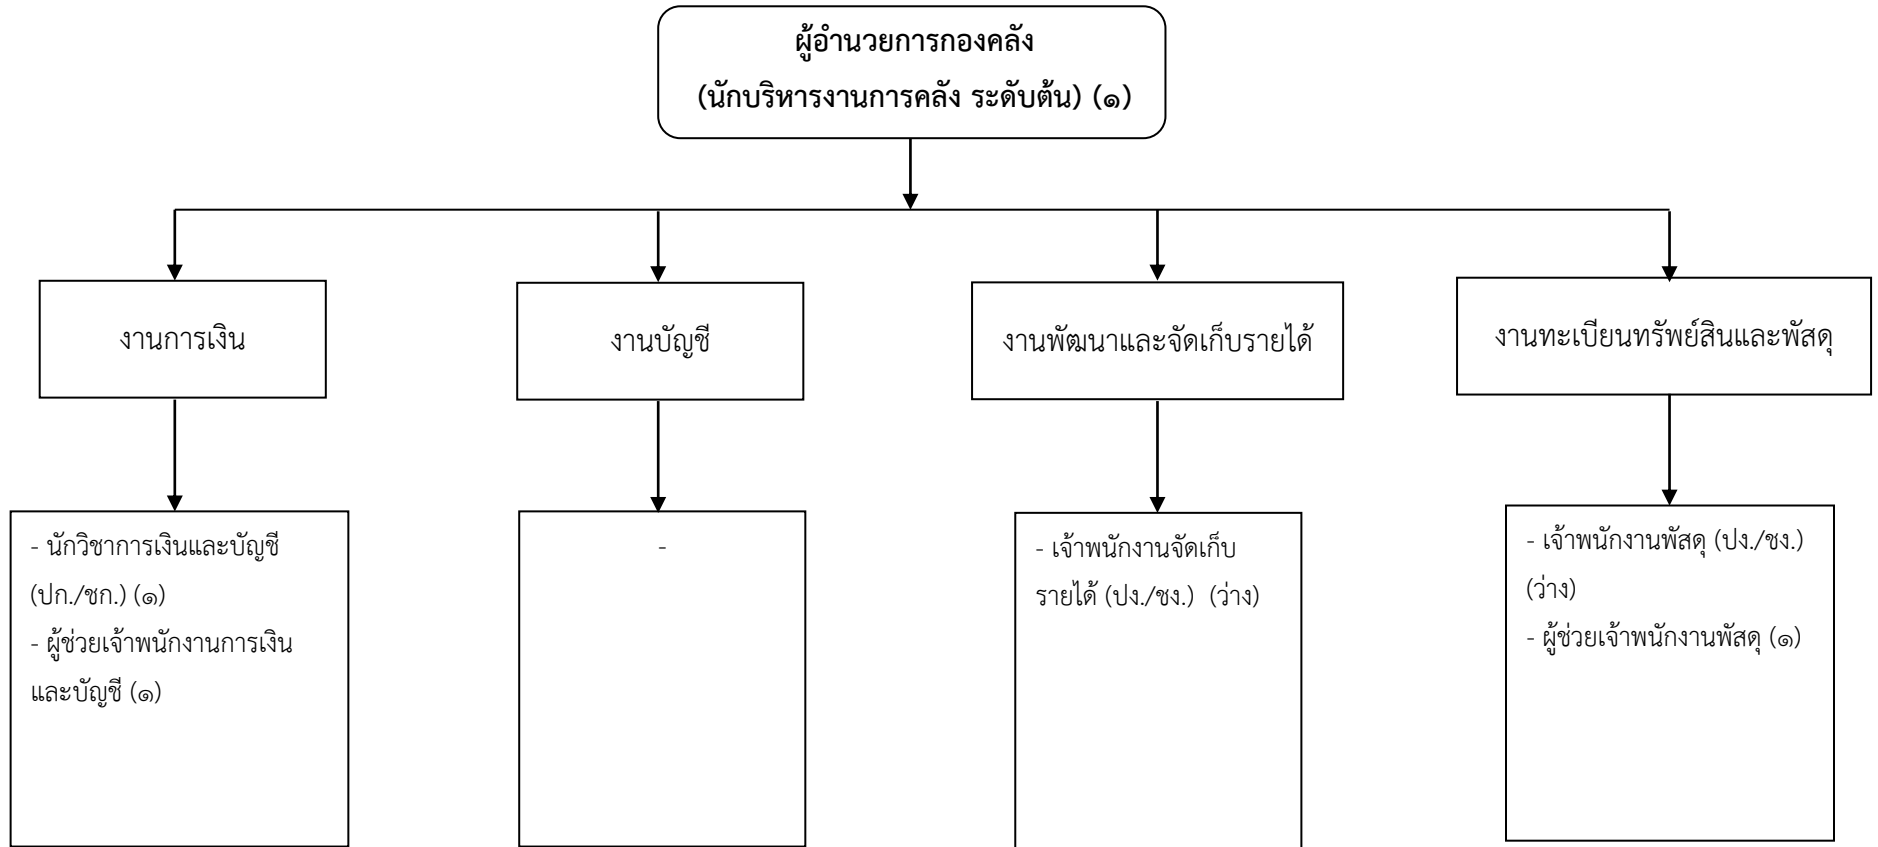 ผู้อำนวยการกองคลัง
(นักบริหารงานการคลัง ระดับต้น) (๑)
งานการเงิน
งานบัญชี
งานพัฒนาและจัดเก็บรายได้
งานทะเบียนทรัพย์สินและพัสดุ
- นักวิชาการเงินและบัญชี
(ปก./ชก.) (๑)
- ผู้ช่วยเจ้าพนักงานการเงิน
และบัญชี (๑)
-
- เจ้าพนักงานจัดเก็บ
รายได้ (ปง./ชง.) (ว่าง)
- เจ้าพนักงานพัสดุ (ปง./ชง.)
(ว่าง)
- ผู้ช่วยเจ้าพนักงานพัสดุ (๑)